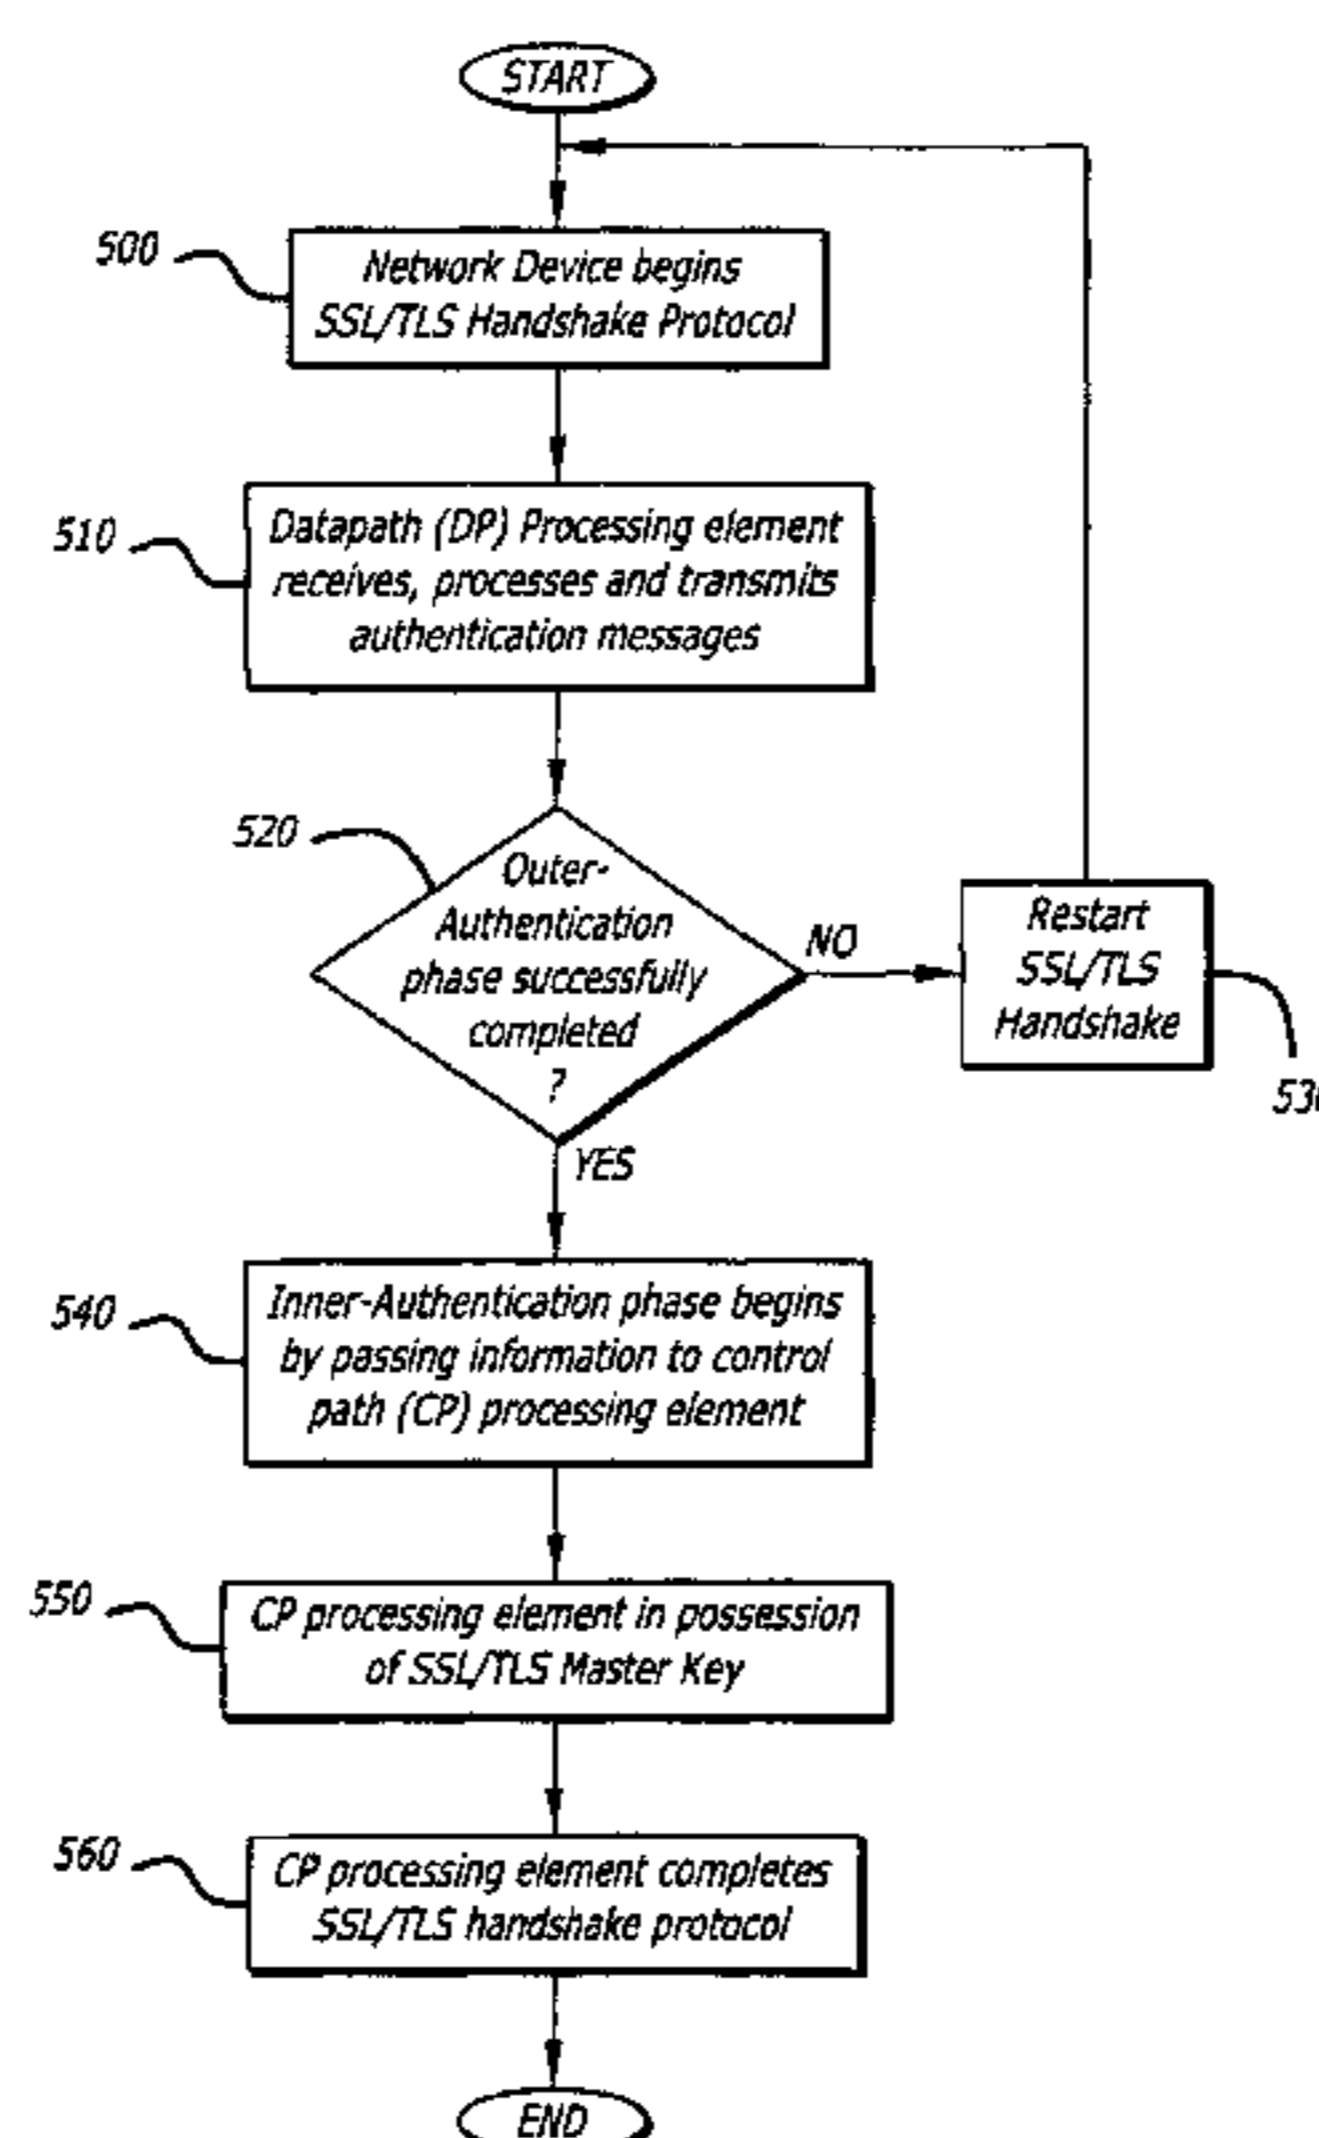 START
500
Network Device begins
SSL/TLS Handshake Protocol
510
Datapath (DP) Processing element
receives, processes and transmits
authentication messages
520
Outer-
Authentication
phase successfully
completed
?
NO
Restart
SSL/TLS
Handshake
YES
540
Inner-Authentication phase begins
by passing information to control
path (CP) processing element
550
CP processing element in possession
of SSL/TLS Master Key
560
CP processing element completes
SSL/TLS handshake protocol
END